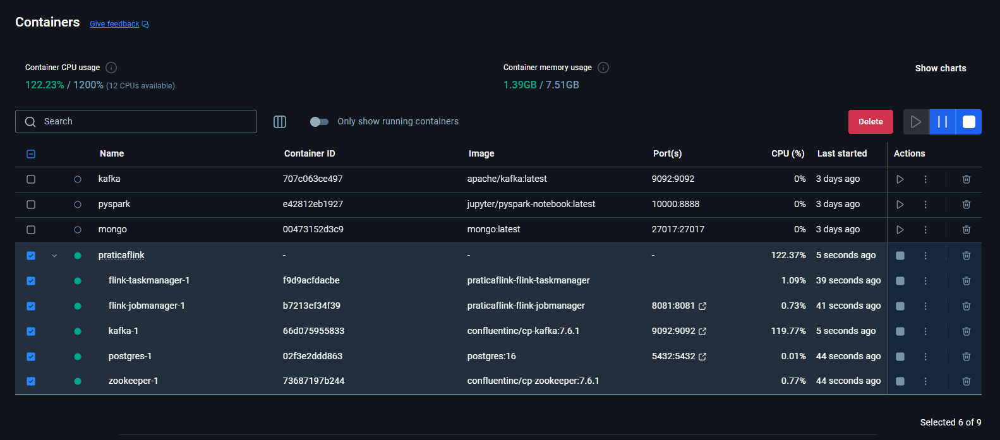 Containers Give feedback
Container CPU usage
122.23% / 1200% (12 CPUs available)
Container memory usage
1.39GB / 7.51GB
Show charts
Search
Only show running containers
Delete
Name Container ID Image Port(s) CPU (%) Last started Actions
kafka 707c063ce497 apache/kafka:latest 9092:9092 0% 3 days ago
pyspark e42812eb1927 jupyter/pyspark-notebook:latest 10000:8888 0% 3 days ago
mongo 00473152d3c9 mongo:latest 27017:27017 0% 3 days ago
praticaflink - - - 122.37% 5 seconds ago
flink-taskmanager-1 f9d9acfdacbe praticaflink-flink-taskmanager 1.09% 39 seconds ago
flink-jobmanager-1 b7213ef34f39 praticaflink-flink-jobmanager 8081:8081 0.73% 41 seconds ago
kafka-1 66d075955833 confluentinc/cp-kafka:7.6.1 9092:9092 119.77% 5 seconds ago
postgres-1 02f3e2ddd863 postgres:16 5432:5432 0.01% 44 seconds ago
zookeeper-1 73687197b244 confluentinc/cp-zookeeper:7.6.1 0.77% 44 seconds ago
Selected 6 of 9